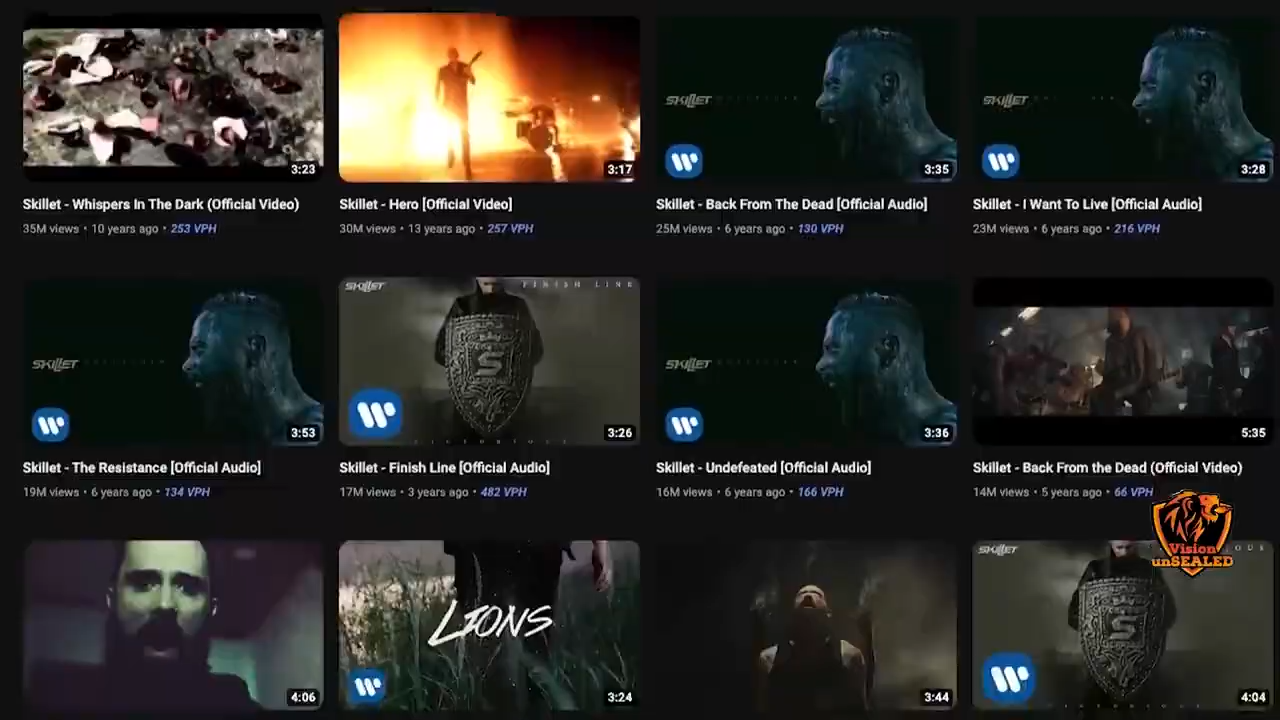 3:23
3:17
SKILLET
3:35
SKILLET
3:28
Skillet - Whispers In The Dark (Official Video)
Skillet - Hero [Official Video]
Skillet - Back From The Dead [Official Audio]
Skillet - I Want To Live [Official Audio]
35M views • 10 years ago • 253 VPH
30M views • 13 years ago • 257 VPH
25M views • 6 years ago • 130 VPH
23M views • 6 years ago • 216 VPH
SKILLET
3:53
SKILLET FINISH LINE
S
3:26
SKILLET
3:36
5:35
Skillet - The Resistance [Official Audio]
Skillet - Finish Line [Official Audio]
Skillet - Undefeated [Official Audio]
Skillet - Back From the Dead (Official Video)
19M views • 6 years ago • 134 VPH
17M views • 3 years ago • 482 VPH
16M views • 6 years ago • 166 VPH
14M views • 5 years ago • 66 VPH
Vision
unSEALED
4:06
LIONS
3:24
3:44
SKILLET
S
4:04